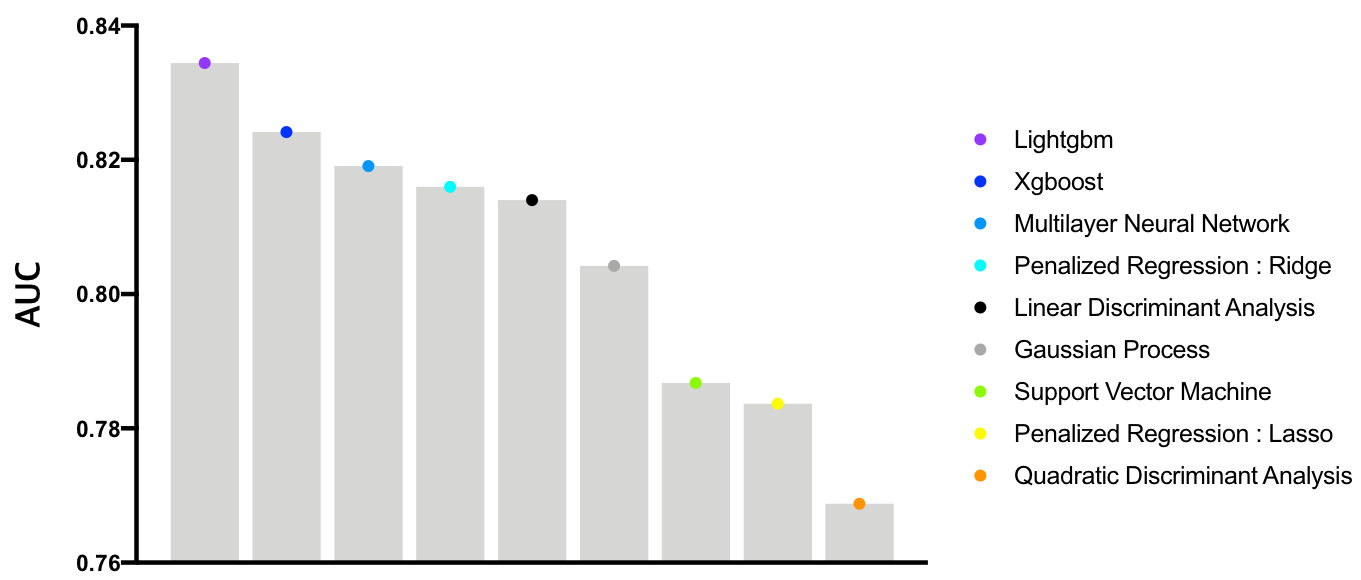 0.84
0.82
0.80
0.78
0.76
AUC
Lightgbm
Xgboost
Multilayer Neural Network
Penalized Regression : Ridge
Linear Discriminant Analysis
Gaussian Process
Support Vector Machine
Penalized Regression : Lasso
Quadratic Discriminant Analysis